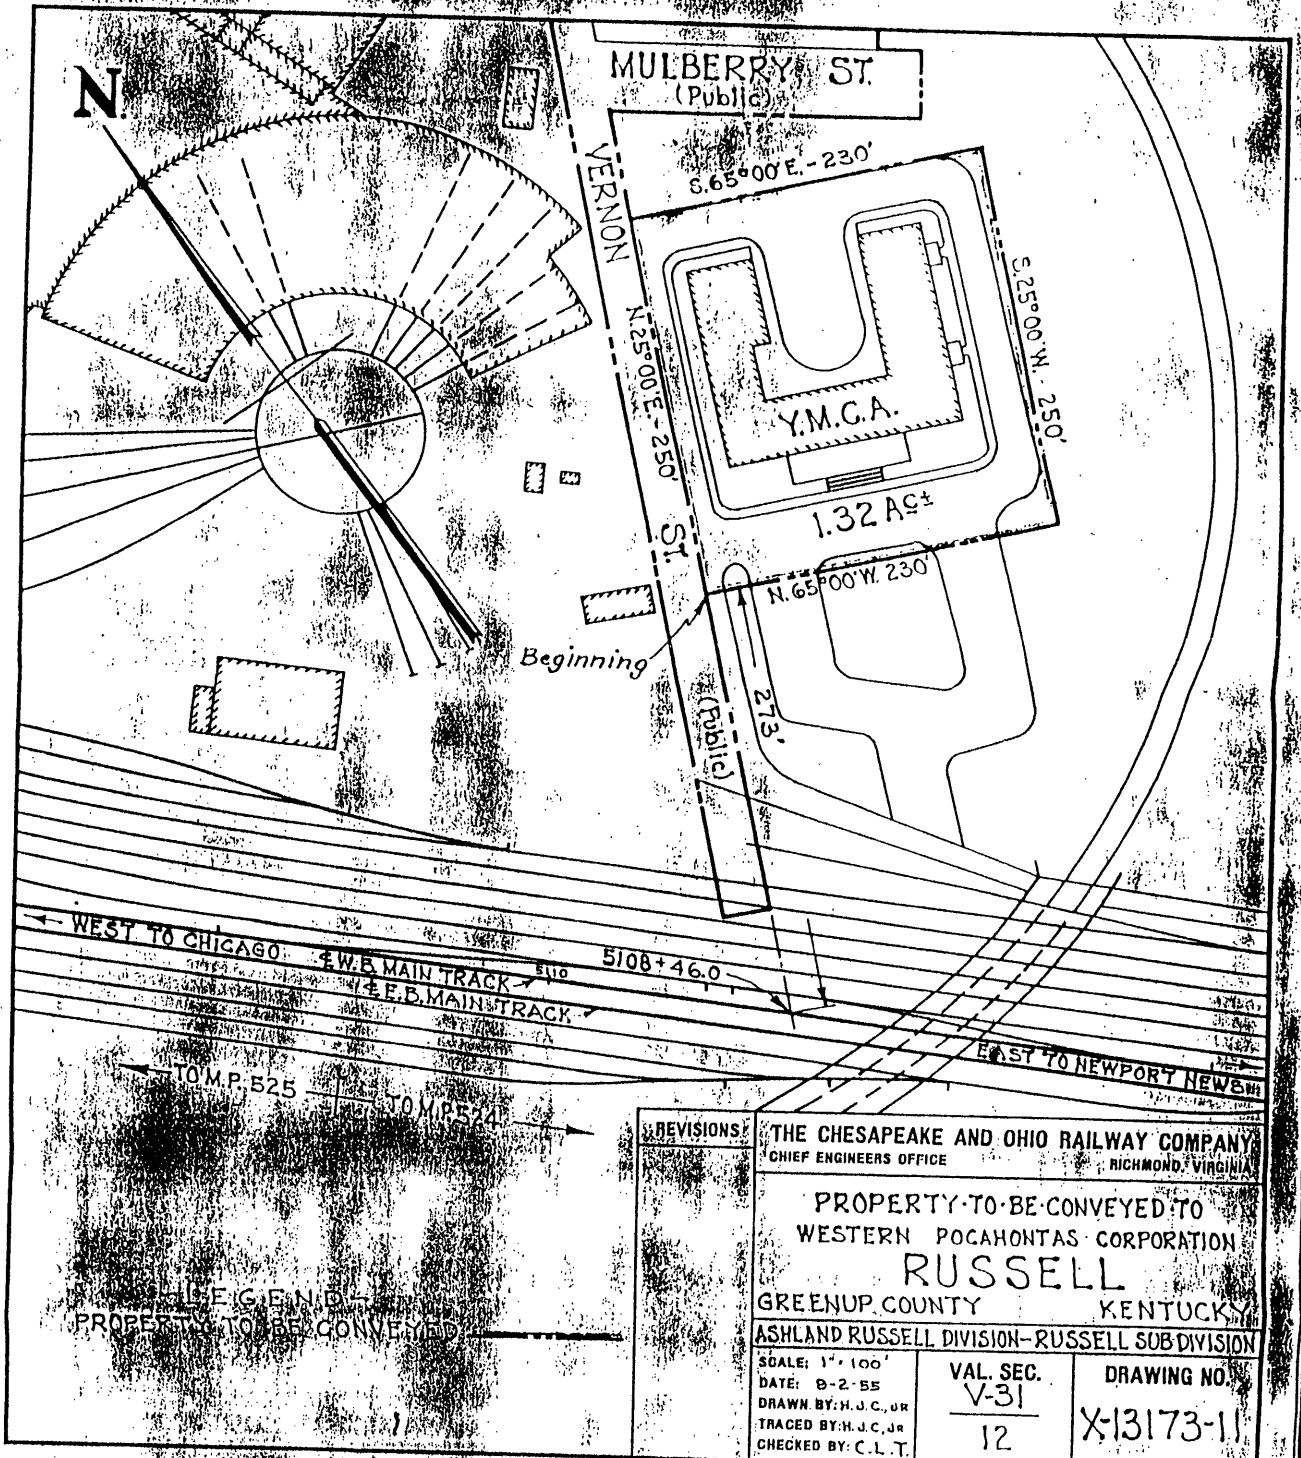 N.
MULBERRY ST.
(Public)
VERNON
ST.
(Public)
S.65°00'E. - 230'
S.25°00'W. - 250'
N.25°00'E. - 250'
Y.M.C.A.
1.32 Ac±
N.65°00'W. 230'
Beginning
273'
WEST TO CHICAGO
℄ W.B. MAIN TRACK
5110
5108+46.0
℄ E.B. MAIN TRACK
EAST TO NEWPORT NEWS
TO M.P. 525
TO M.P. 524
LEGEND
PROPERTY TO BE CONVEYED
REVISIONS
THE CHESAPEAKE AND OHIO RAILWAY COMPANY
CHIEF ENGINEERS OFFICE
RICHMOND, VIRGINIA
PROPERTY·TO·BE·CONVEYED·TO
WESTERN POCAHONTAS CORPORATION
RUSSELL
GREENUP COUNTY KENTUCKY
ASHLAND RUSSELL DIVISION-RUSSELL SUBDIVISION
SCALE: 1" = 100'
DATE: 8-2-55
DRAWN BY: H.J.C., JR
TRACED BY: H.J.C, JR
CHECKED BY: C.L.T.
VAL. SEC.
V-31
12
DRAWING NO.
X-13173-11